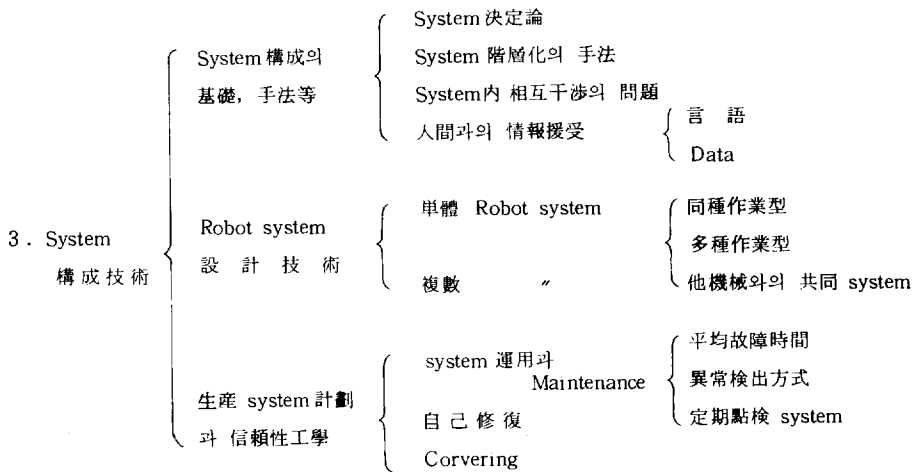 3. System
構成技術
System 構成의
基礎, 手法等
System 決定論
System 階層化의 手法
System内 相互干渉의 問題
人間과의 情報援受
言 語
Data
Robot system
設 計 技 術
単體 Robot system
複數 〃
同種作業型
多種作業型
他機械와의 共同 system
生産 system 計劃
과 信頼性工學
system 運用과
Maintenance
自己修復
Corvering
平均故障時間
異常検出方式
定期點検 system